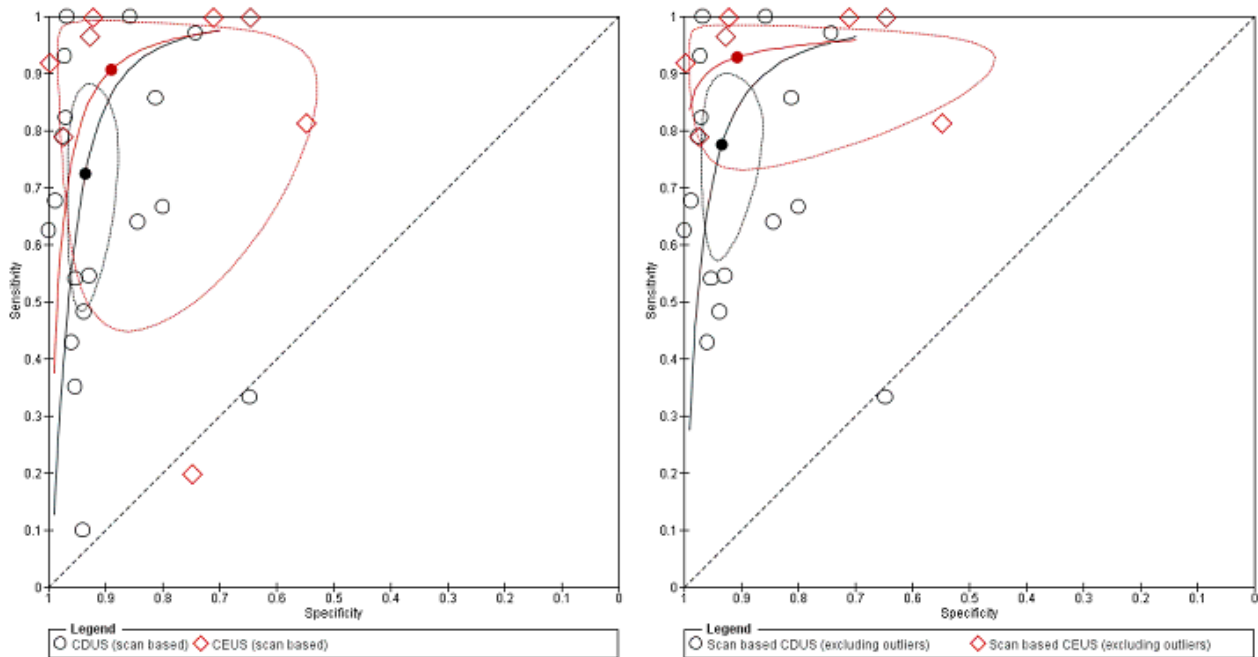 1
0.9
0.8
0.7
0.6
0.5
0.4
0.3
0.2
0.1
0
Sensitivity
1 0.9 0.8 0.7 0.6 0.5 0.4 0.3 0.2 0.1 0
Specificity
Legend
CDUS (scan based) CEUS (scan based)
1
0.9
0.8
0.7
0.6
0.5
0.4
0.3
0.2
0.1
0
Sensitivity
1 0.9 0.8 0.7 0.6 0.5 0.4 0.3 0.2 0.1 0
Specificity
Legend
Scan based CDUS (excluding outliers) Scan based CEUS (excluding outliers)